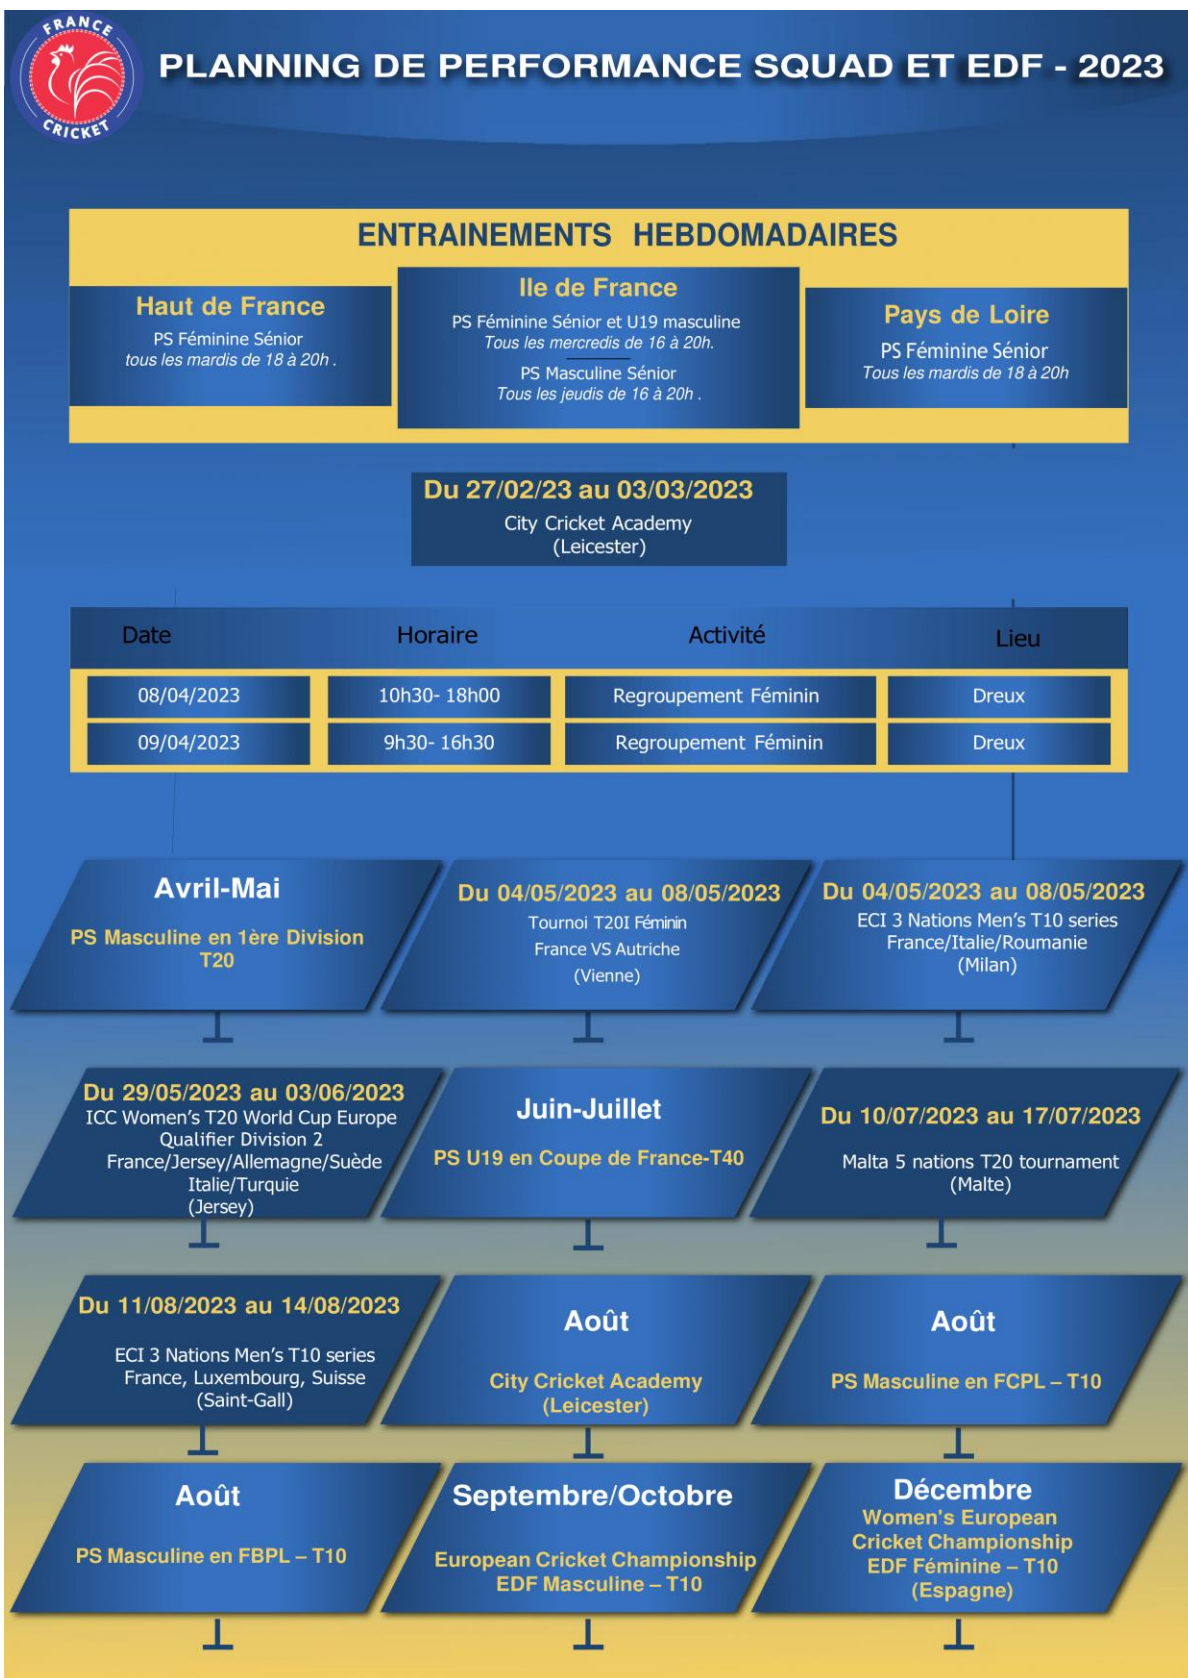 FRANCE
CRICKET
PLANNING DE PERFORMANCE SQUAD ET EDF - 2023
ENTRAINEMENTS HEBDOMADAIRES
Haut de France
PS Féminine Sénior
tous les mardis de 18 à 20h .
Ile de France
PS Féminine Sénior et U19 masculine
Tous les mercredis de 16 à 20h.
PS Masculine Sénior
Tous les jeudis de 16 à 20h .
Pays de Loire
PS Féminine Sénior
Tous les mardis de 18 à 20h
Du 27/02/23 au 03/03/2023
City Cricket Academy
(Leicester)
Date Horaire Activité Lieu
08/04/2023 10h30- 18h00 Regroupement Féminin Dreux
09/04/2023 9h30- 16h30 Regroupement Féminin Dreux
Avril-Mai
PS Masculine en 1ère Division
T20
Du 04/05/2023 au 08/05/2023
Tournoi T20I Féminin
France VS Autriche
(Vienne)
Du 04/05/2023 au 08/05/2023
ECI 3 Nations Men's T10 series
France/Italie/Roumanie
(Milan)
Du 29/05/2023 au 03/06/2023
ICC Women's T20 World Cup Europe
Qualifier Division 2
France/Jersey/Allemagne/Suède
Italie/Turquie
(Jersey)
Juin-Juillet
PS U19 en Coupe de France-T40
Du 10/07/2023 au 17/07/2023
Malta 5 nations T20 tournament
(Malte)
Du 11/08/2023 au 14/08/2023
ECI 3 Nations Men's T10 series
France, Luxembourg, Suisse
(Saint-Gall)
Août
City Cricket Academy
(Leicester)
Août
PS Masculine en FCPL – T10
Août
PS Masculine en FBPL – T10
Septembre/Octobre
European Cricket Championship
EDF Masculine – T10
Décembre
Women's European
Cricket Championship
EDF Féminine – T10
(Espagne)